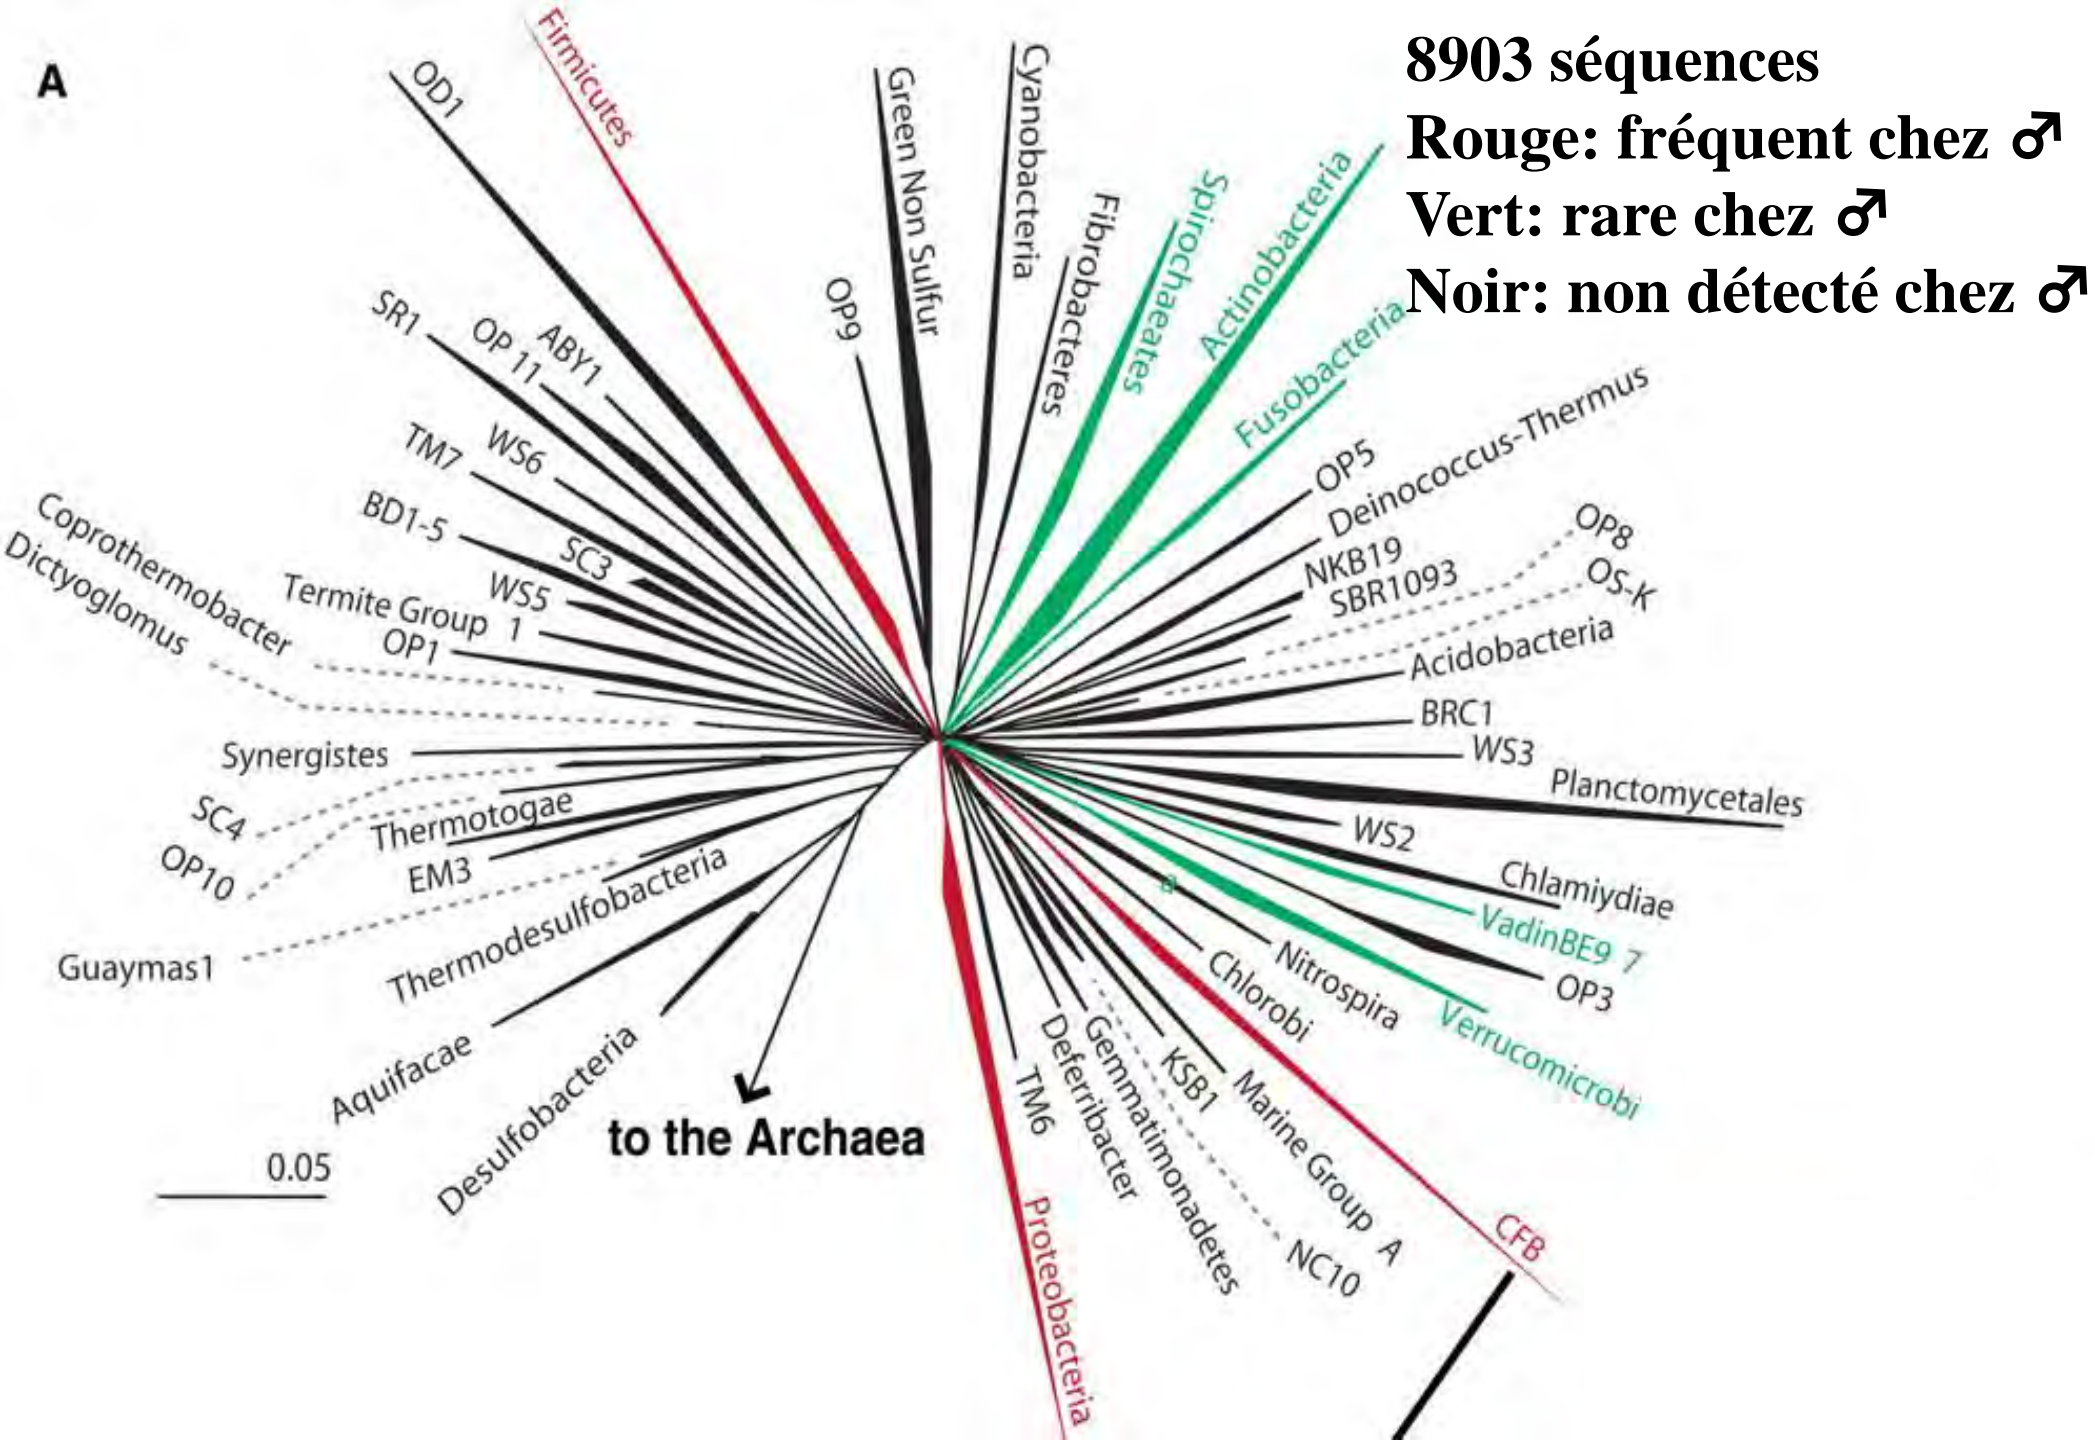 A
8903 séquences
Rouge: fréquent chez ♂
Vert: rare chez ♂
Noir: non détecté chez ♂
OD1
Firmicutes
OP9
Green Non Sulfur
Cyanobacteria
Fibrobacteres
Spirochaeates
Actinobacteria
Fusobacteria
SR1
OP 11
ABY1
TM7
WS6
BD1-5
SC3
Coprothermobacter
Dictyoglomus
Termite Group 1
WS5
OP1
Synergistes
SC4
OP10
Thermotogae
EM3
Guaymas1
Thermodesulfobacteria
Aquifacae
Desulfobacteria
to the Archaea
0.05
OP5
Deinococcus-Thermus
NKB19
SBR1093
OP8
OS-K
Acidobacteria
BRC1
WS3
Planctomycetales
WS2
Chlamiydiae
VadinBE9 7
OP3
Verrucomicrobi
a
Nitrospira
Chlorobi
CFB
Marine Group A
KSB1
NC10
Gemmatimonadetes
Deferribacter
TM6
Proteobacteria